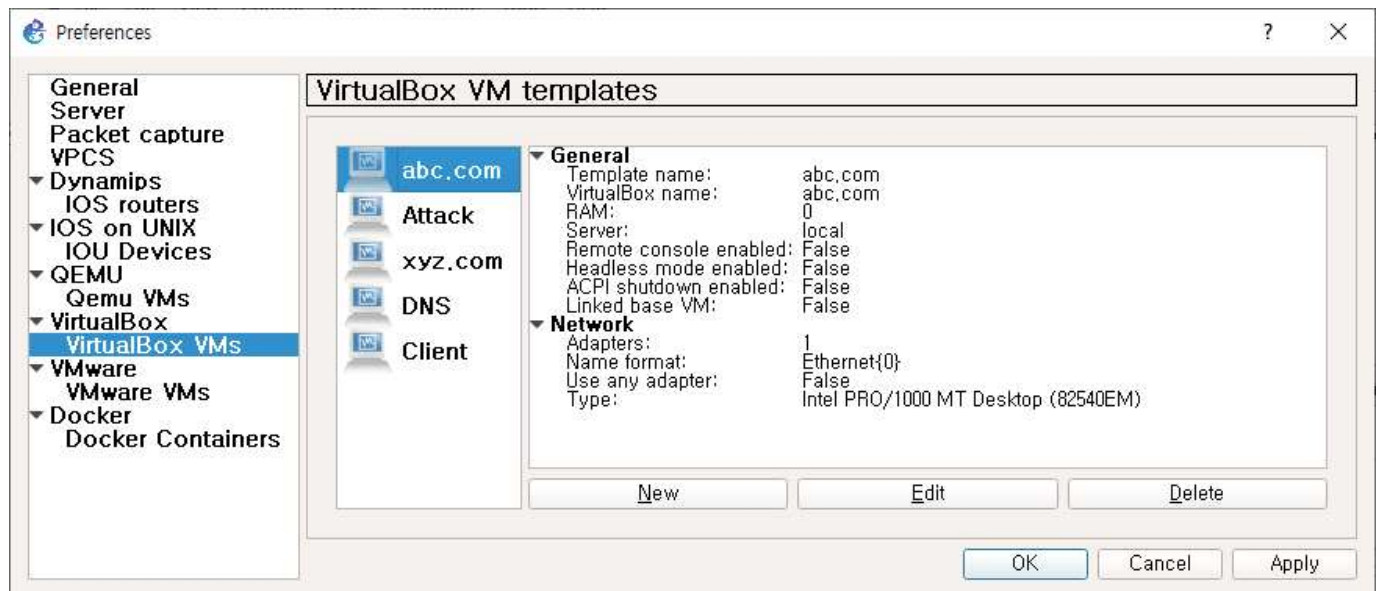 Preferences
?
General
Server
Packet capture
VPCS
Dynamips
IOS routers
IOS on UNIX
IOU Devices
QEMU
Qemu VMs
VirtualBox
VirtualBox VMs
VMware
VMware VMs
Docker
Docker Containers
VirtualBox VM templates
abc.com
Attack
xyz.com
DNS
Client
General
Template name: abc.com
VirtualBox name: abc.com
RAM: 0
Server: local
Remote console enabled: False
Headless mode enabled: False
ACPI shutdown enabled: False
Linked base VM: False
Network
Adapters: 1
Name format: Ethernet{0}
Use any adapter: False
Type: Intel PRO/1000 MT Desktop (82540EM)
New Edit Delete
OK Cancel Apply